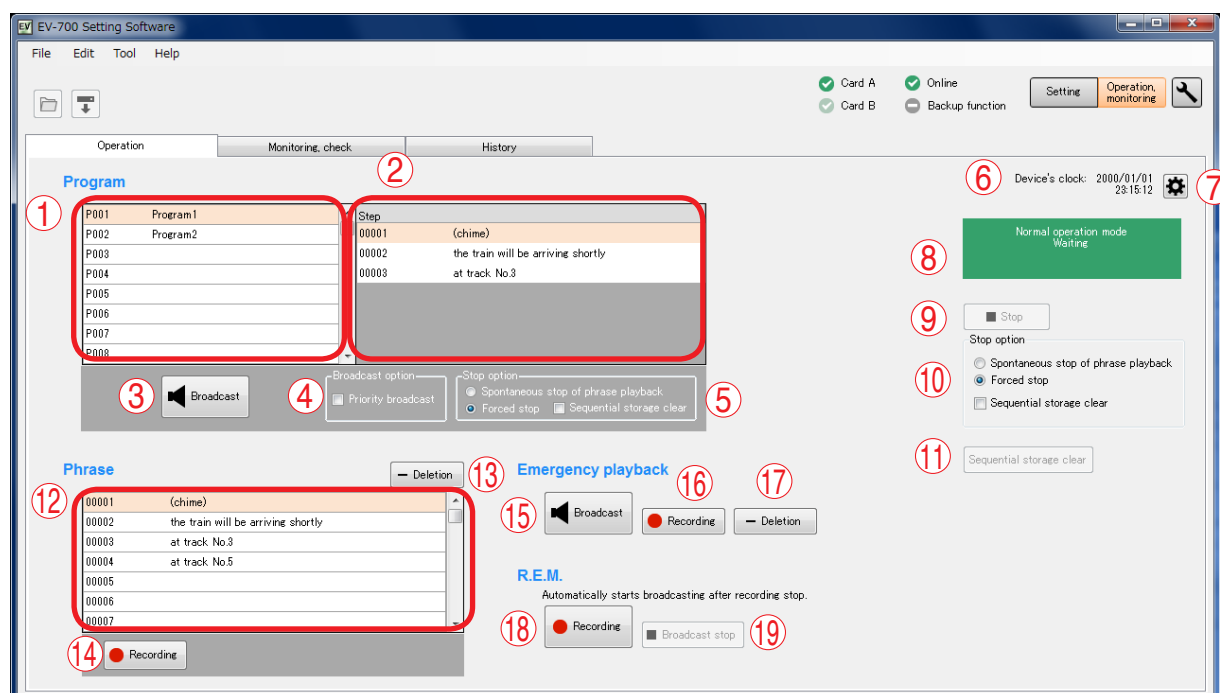 EV EV-700 Setting Software
File Edit Tool Help
Card A Online
Card B Backup function
Setting Operation, monitoring
Operation Monitoring, check History
②
Program
⑥ Device's clock: 2000/01/01
23:15:12 ⑦
①
P001 Program1
P002 Program2
P003
P004
P005
P006
P007
P008
Step
00001 (chime)
00002 the train will be arriving shortly
00003 at track No.3
⑧ Normal operation mode
Waiting
⑨ Stop
Stop option
⑩ Spontaneous stop of phrase playback
Forced stop
Sequential storage clear
③ Broadcast
④ Broadcast option
Priority broadcast
Stop option
Spontaneous stop of phrase playback
Forced stop Sequential storage clear ⑤
⑪ Sequential storage clear
Phrase
Deletion ⑬
⑫
00001 (chime)
00002 the train will be arriving shortly
00003 at track No.3
00004 at track No.5
00005
00006
00007
⑭ Recording
Emergency playback
⑯ ⑰
⑮ Broadcast Recording Deletion
R.E.M.
Automatically starts broadcasting after recording stop.
⑱ Recording Broadcast stop ⑲